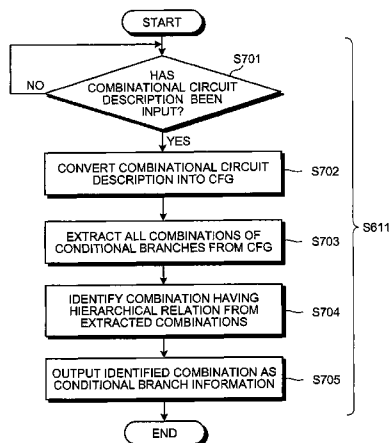 START
S701
HAS
COMBINATIONAL CIRCUIT
DESCRIPTION BEEN
INPUT?
NO
YES
CONVERT COMBINATIONAL CIRCUIT
DESCRIPTION INTO CFG
S702
S611
EXTRACT ALL COMBINATIONS OF
CONDITIONAL BRANCHES FROM CFG
S703
IDENTIFY COMBINATION HAVING
HIERARCHICAL RELATION FROM
EXTRACTED COMBINATIONS
S704
OUTPUT IDENTIFIED COMBINATION AS
CONDITIONAL BRANCH INFORMATION
S705
END